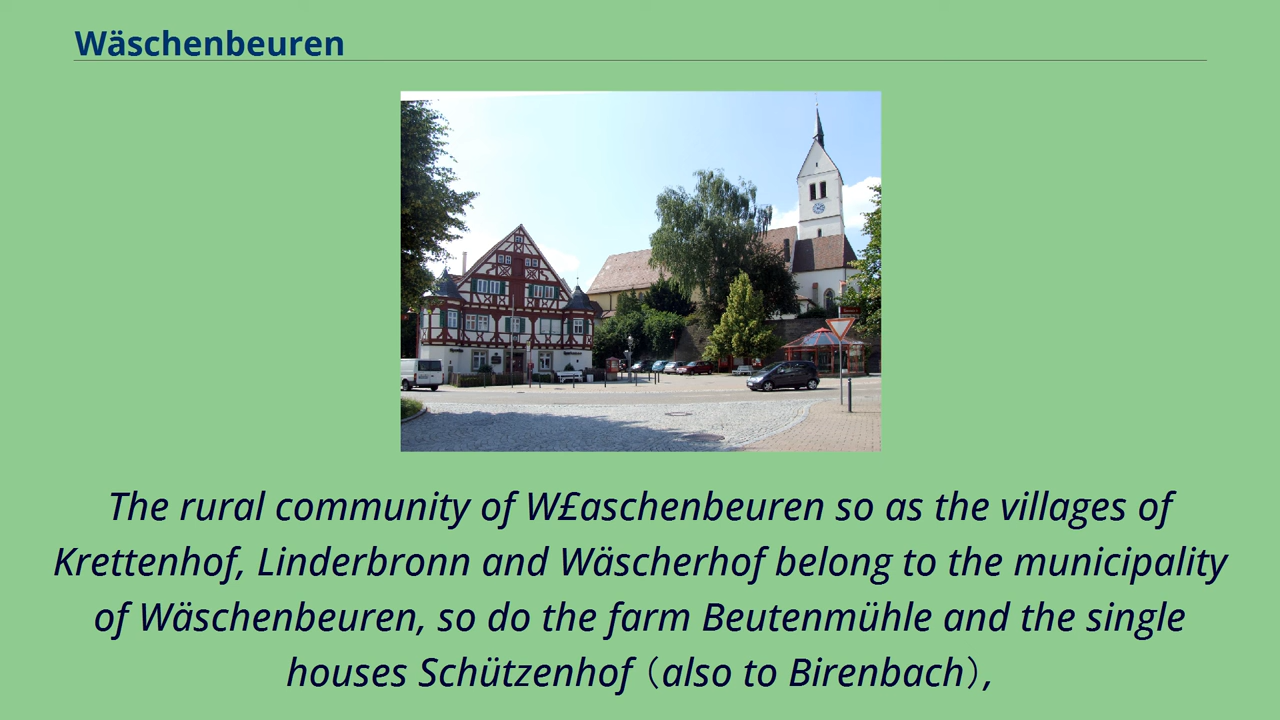 Wäschenbeuren
The rural community of W£aschenbeuren so as the villages of
Krettenhof, Linderbronn and Wäscherhof belong to the municipality
of Wäschenbeuren, so do the farm Beutenmühle and the single
houses Schützenhof（also to Birenbach）,